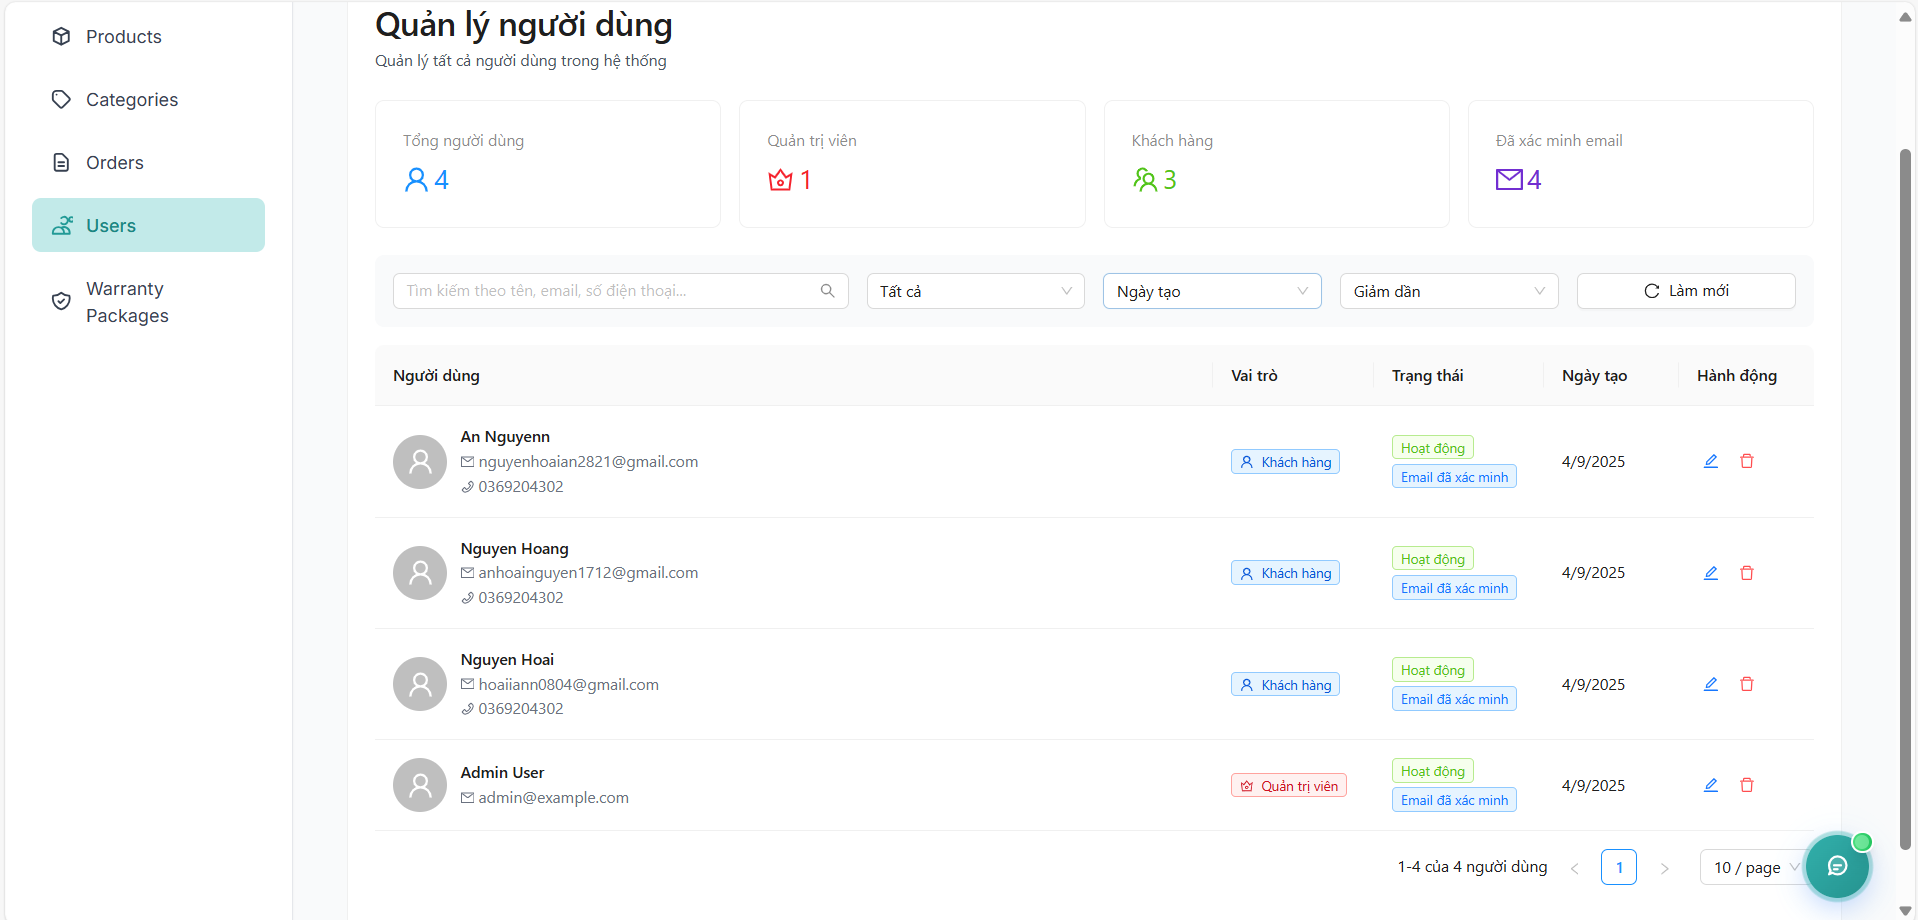 Products
Categories
Orders
Users
Warranty
Packages
Quản lý người dùng
Quản lý tất cả người dùng trong hệ thống
Tổng người dùng
4
Quản trị viên
1
Khách hàng
3
Đã xác minh email
4
Tìm kiếm theo tên, email, số điện thoại...
Tất cả
Ngày tạo
Giảm dần
Làm mới
Người dùng Vai trò Trạng thái Ngày tạo Hành động
An Nguyenn
nguyenhoaian2821@gmail.com
0369204302
Khách hàng
Hoạt động
Email đã xác minh
4/9/2025
Nguyen Hoang
anhoainguyen1712@gmail.com
0369204302
Khách hàng
Hoạt động
Email đã xác minh
4/9/2025
Nguyen Hoai
hoaiiann0804@gmail.com
0369204302
Khách hàng
Hoạt động
Email đã xác minh
4/9/2025
Admin User
admin@example.com
Quản trị viên
Hoạt động
Email đã xác minh
4/9/2025
1-4 của 4 người dùng
1
10 / page